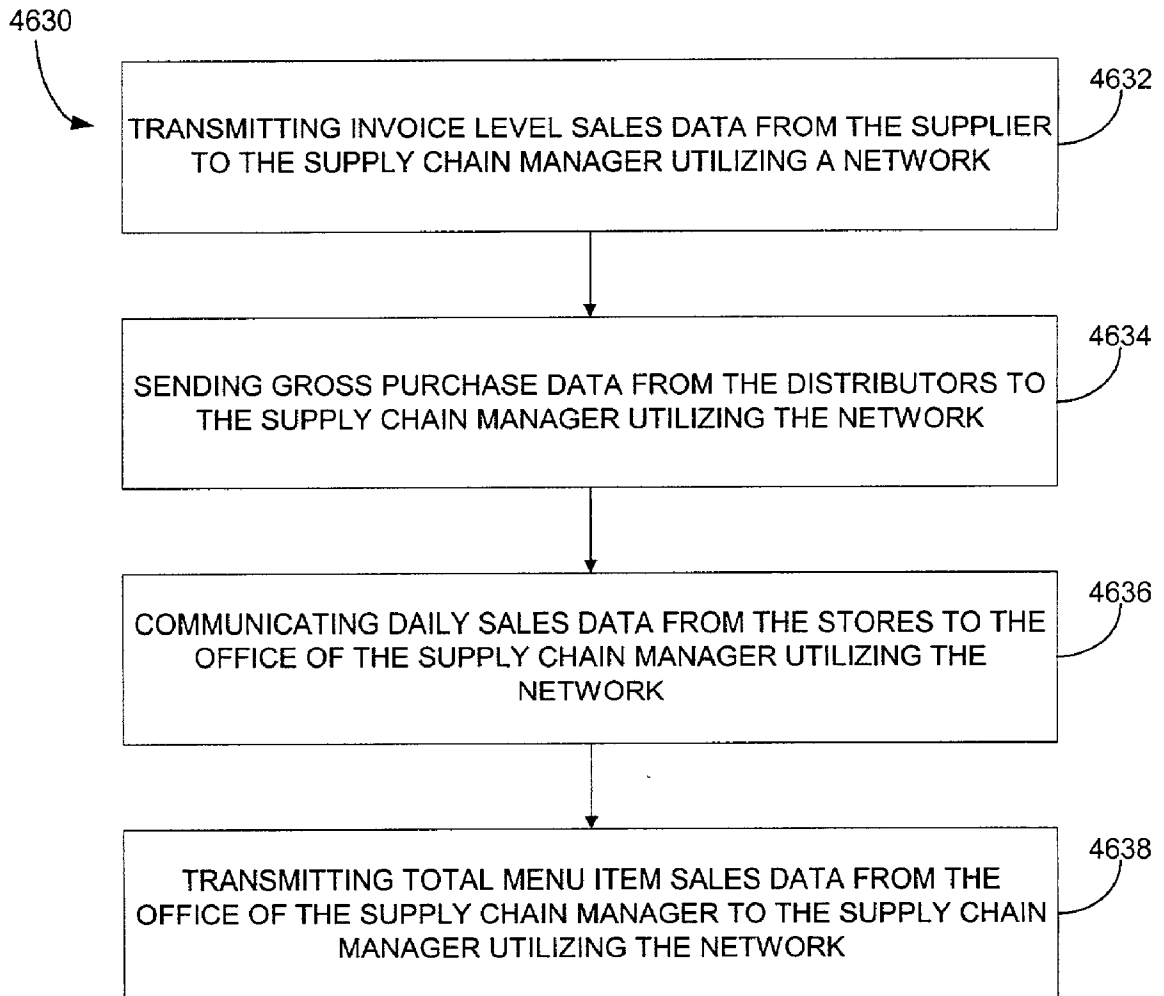 4630
4632
TRANSMITTING INVOICE LEVEL SALES DATA FROM THE SUPPLIER
TO THE SUPPLY CHAIN MANAGER UTILIZING A NETWORK
4634
SENDING GROSS PURCHASE DATA FROM THE DISTRIBUTORS TO
THE SUPPLY CHAIN MANAGER UTILIZING THE NETWORK
4636
COMMUNICATING DAILY SALES DATA FROM THE STORES TO THE
OFFICE OF THE SUPPLY CHAIN MANAGER UTILIZING THE
NETWORK
4638
TRANSMITTING TOTAL MENU ITEM SALES DATA FROM THE
OFFICE OF THE SUPPLY CHAIN MANAGER TO THE SUPPLY CHAIN
MANAGER UTILIZING THE NETWORK